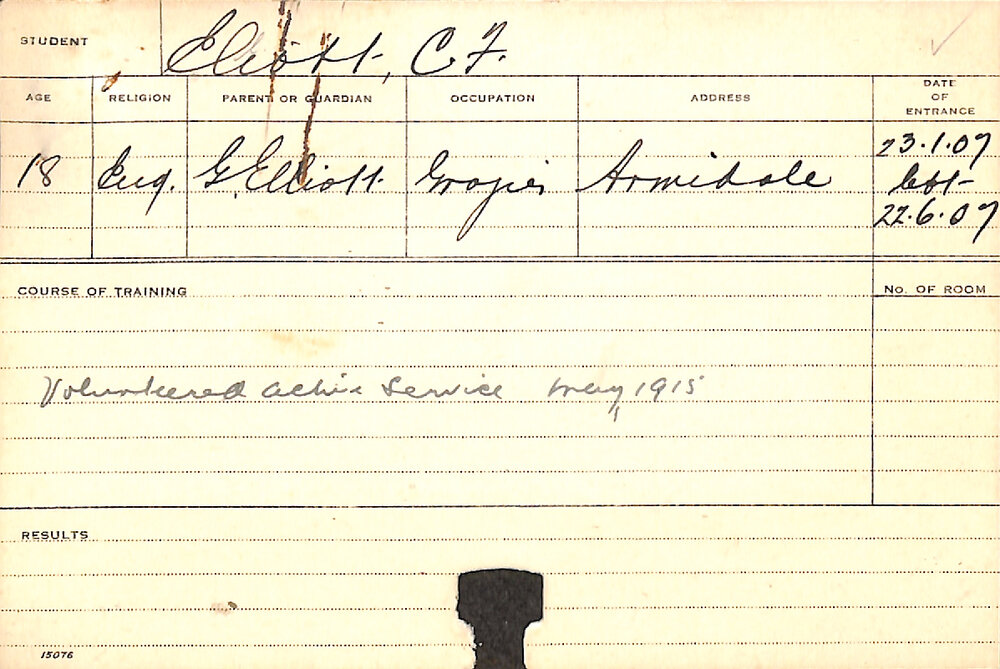 STUDENT Elliott, C F.
AGE RELIGION PARENT OR GUARDIAN OCCUPATION ADDRESS DATE OF ENTRANCE
18 Eng. G. Elliott Grazier Armidale 23.1.07
left
22.6.07
COURSE OF TRAINING No. OF ROOM
Volunteered active service May, 1915
RESULTS
15076